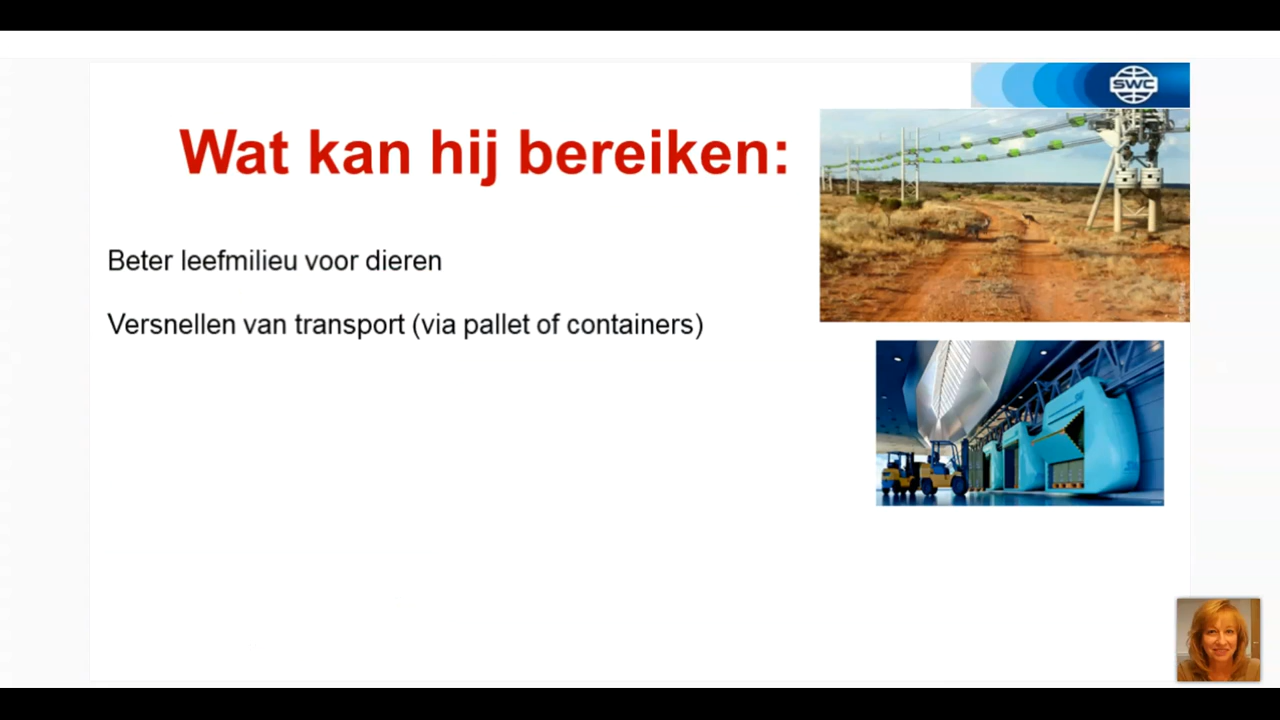 SWC
Wat kan hij bereiken:
Beter leefmilieu voor dieren
Versnellen van transport (via pallet of containers)